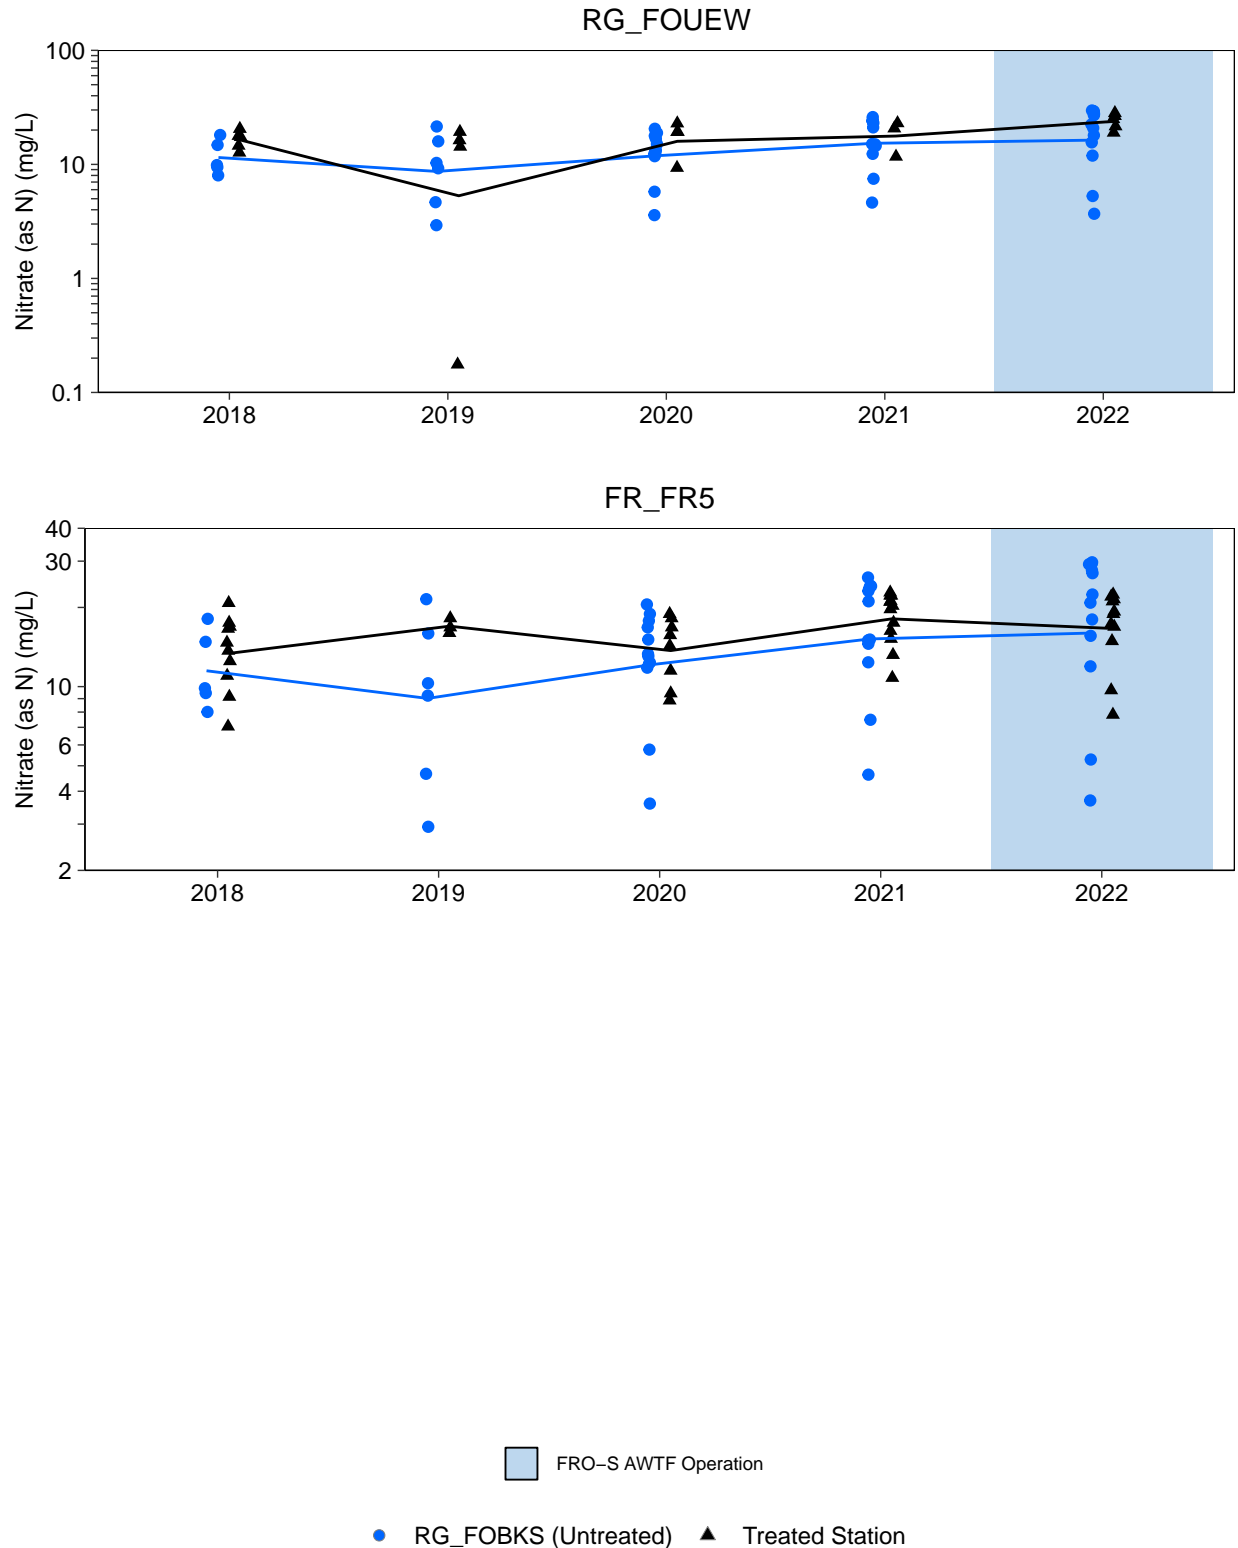 RG_FOUEW
Nitrate (as N) (mg/L)
100
10
1
0.1
2018 2019 2020 2021 2022
FR_FR5
Nitrate (as N) (mg/L)
40
30
10
6
4
2
2018 2019 2020 2021 2022
FRO−S AWTF Operation
RG_FOBKS (Untreated) Treated Station